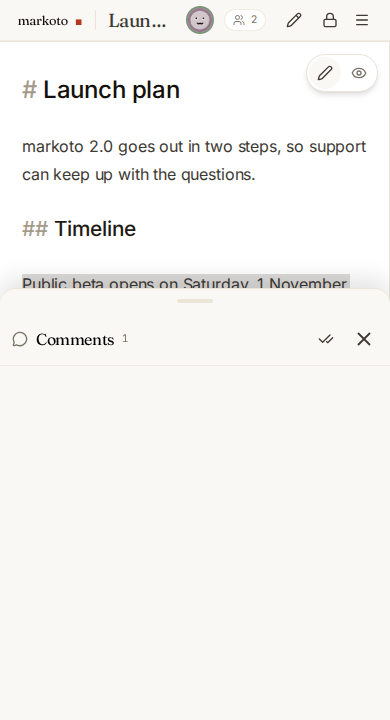 markoto
Laun...
2
# Launch plan
markoto 2.0 goes out in two steps, so support
can keep up with the questions.
## Timeline
Public beta opens on Saturday, 1 November
Comments 1